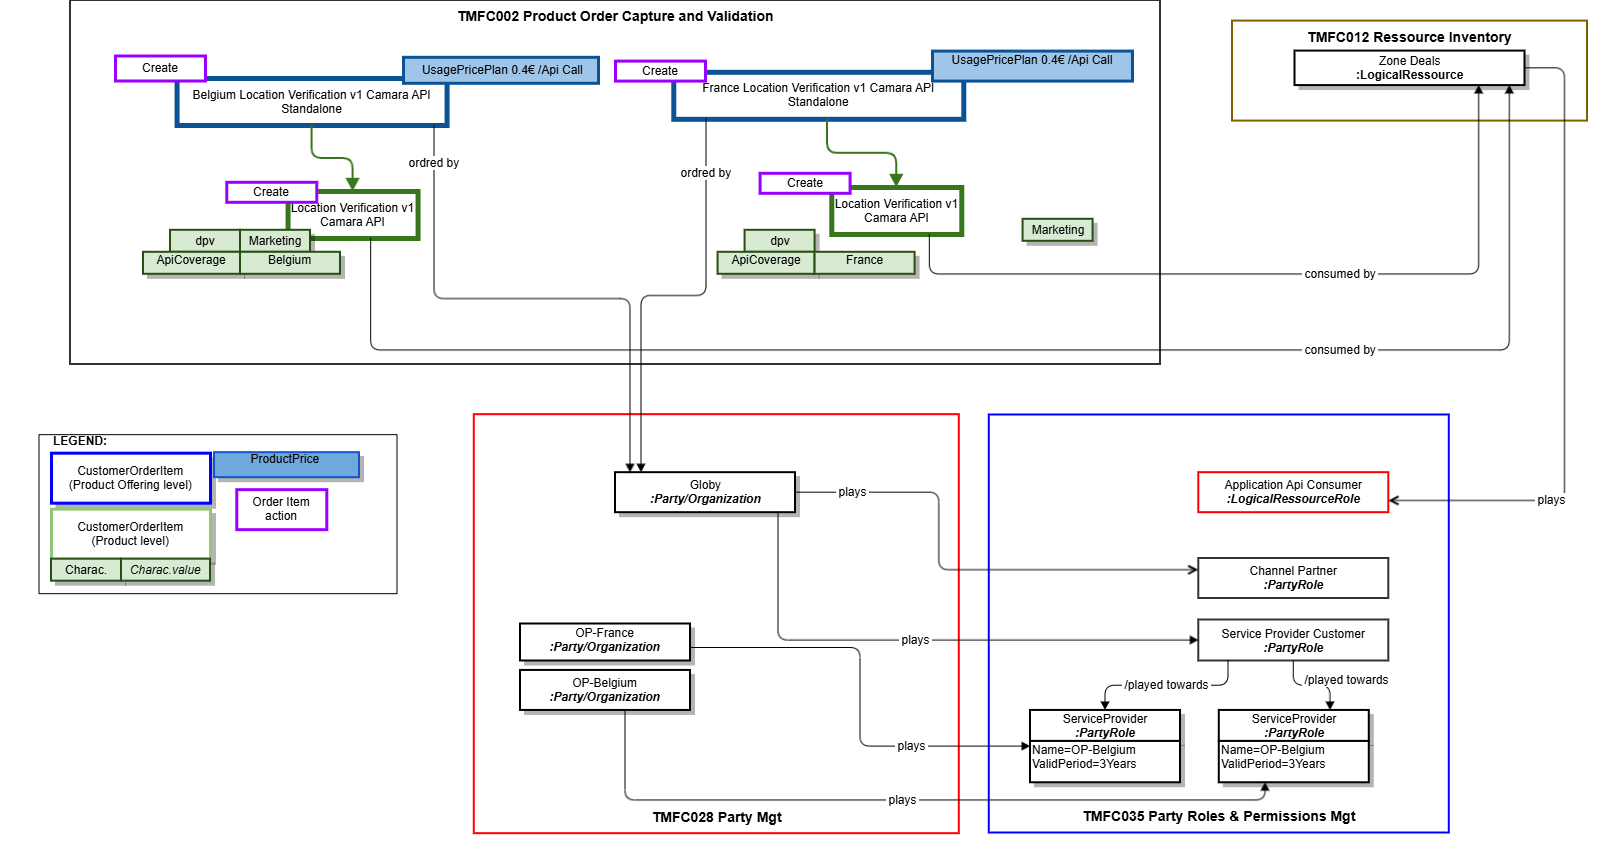 TMFC002 Product Order Capture and Validation
TMFC012 Ressource Inventory
Create
UsagePricePlan 0.4€ /Api Call
Belgium Location Verification v1 Camara API
Standalone
Create
UsagePricePlan 0.4€ /Api Call
France Location Verification v1 Camara API
Standalone
Zone Deals
:LogicalRessource
ordred by
ordred by
Create
Location Verification v1
Camara API
dpv
Marketing
ApiCoverage
Belgium
Create
Location Verification v1
Camara API
dpv
ApiCoverage
France
Marketing
consumed by
consumed by
LEGEND:
CustomerOrderItem
(Product Offering level)
ProductPrice
Order Item
action
CustomerOrderItem
(Product level)
Charac.
Charac.value
Globy
:Party/Organization
plays
Application Api Consumer
:LogicalRessourceRole
plays
Channel Partner
:PartyRole
OP-France
:Party/Organization
plays
Service Provider Customer
:PartyRole
OP-Belgium
:Party/Organization
/played towards
/played towards
ServiceProvider
:PartyRole
Name=OP-Belgium
ValidPeriod=3Years
ServiceProvider
:PartyRole
Name=OP-Belgium
ValidPeriod=3Years
plays
plays
TMFC028 Party Mgt
TMFC035 Party Roles & Permissions Mgt